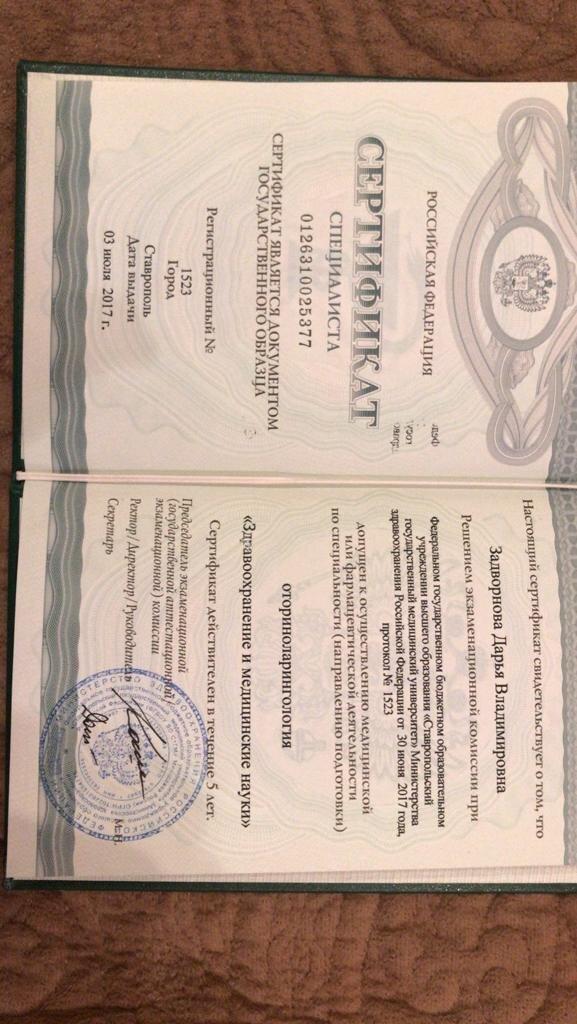 РОССИЙСКАЯ ФЕДЕРАЦИЯ
СЕРТИФИКАТ
СПЕЦИАЛИСТА
0126310025377
СЕРТИФИКАТ ЯВЛЯЕТСЯ ДОКУМЕНТОМ
ГОСУДАРСТВЕННОГО ОБРАЗЦА
Регистрационный №
1523
Город
Ставрополь
Дата выдачи
03 июля 2017 г.
Настоящий сертификат свидетельствует о том, что
Задворнова Дарья Владимировна
Решением экзаменационной комиссии при
Федеральном государственном бюджетном образовательном
учреждении высшего образования «Ставропольский
государственный медицинский университет» Министерства
здравоохранения Российской Федерации от 30 июня 2017 года,
протокол № 1523
допущен к осуществлению медицинской
или фармацевтической деятельности
по специальности (направлению подготовки)
оториноларингология
«Здравоохранение и медицинские науки»
Сертификат действителен в течение 5 лет.
Председатель экзаменационной
(государственной аттестационной
экзаменационной) комиссии
Ректор/Директор/Руководитель
Секретарь
М.П.